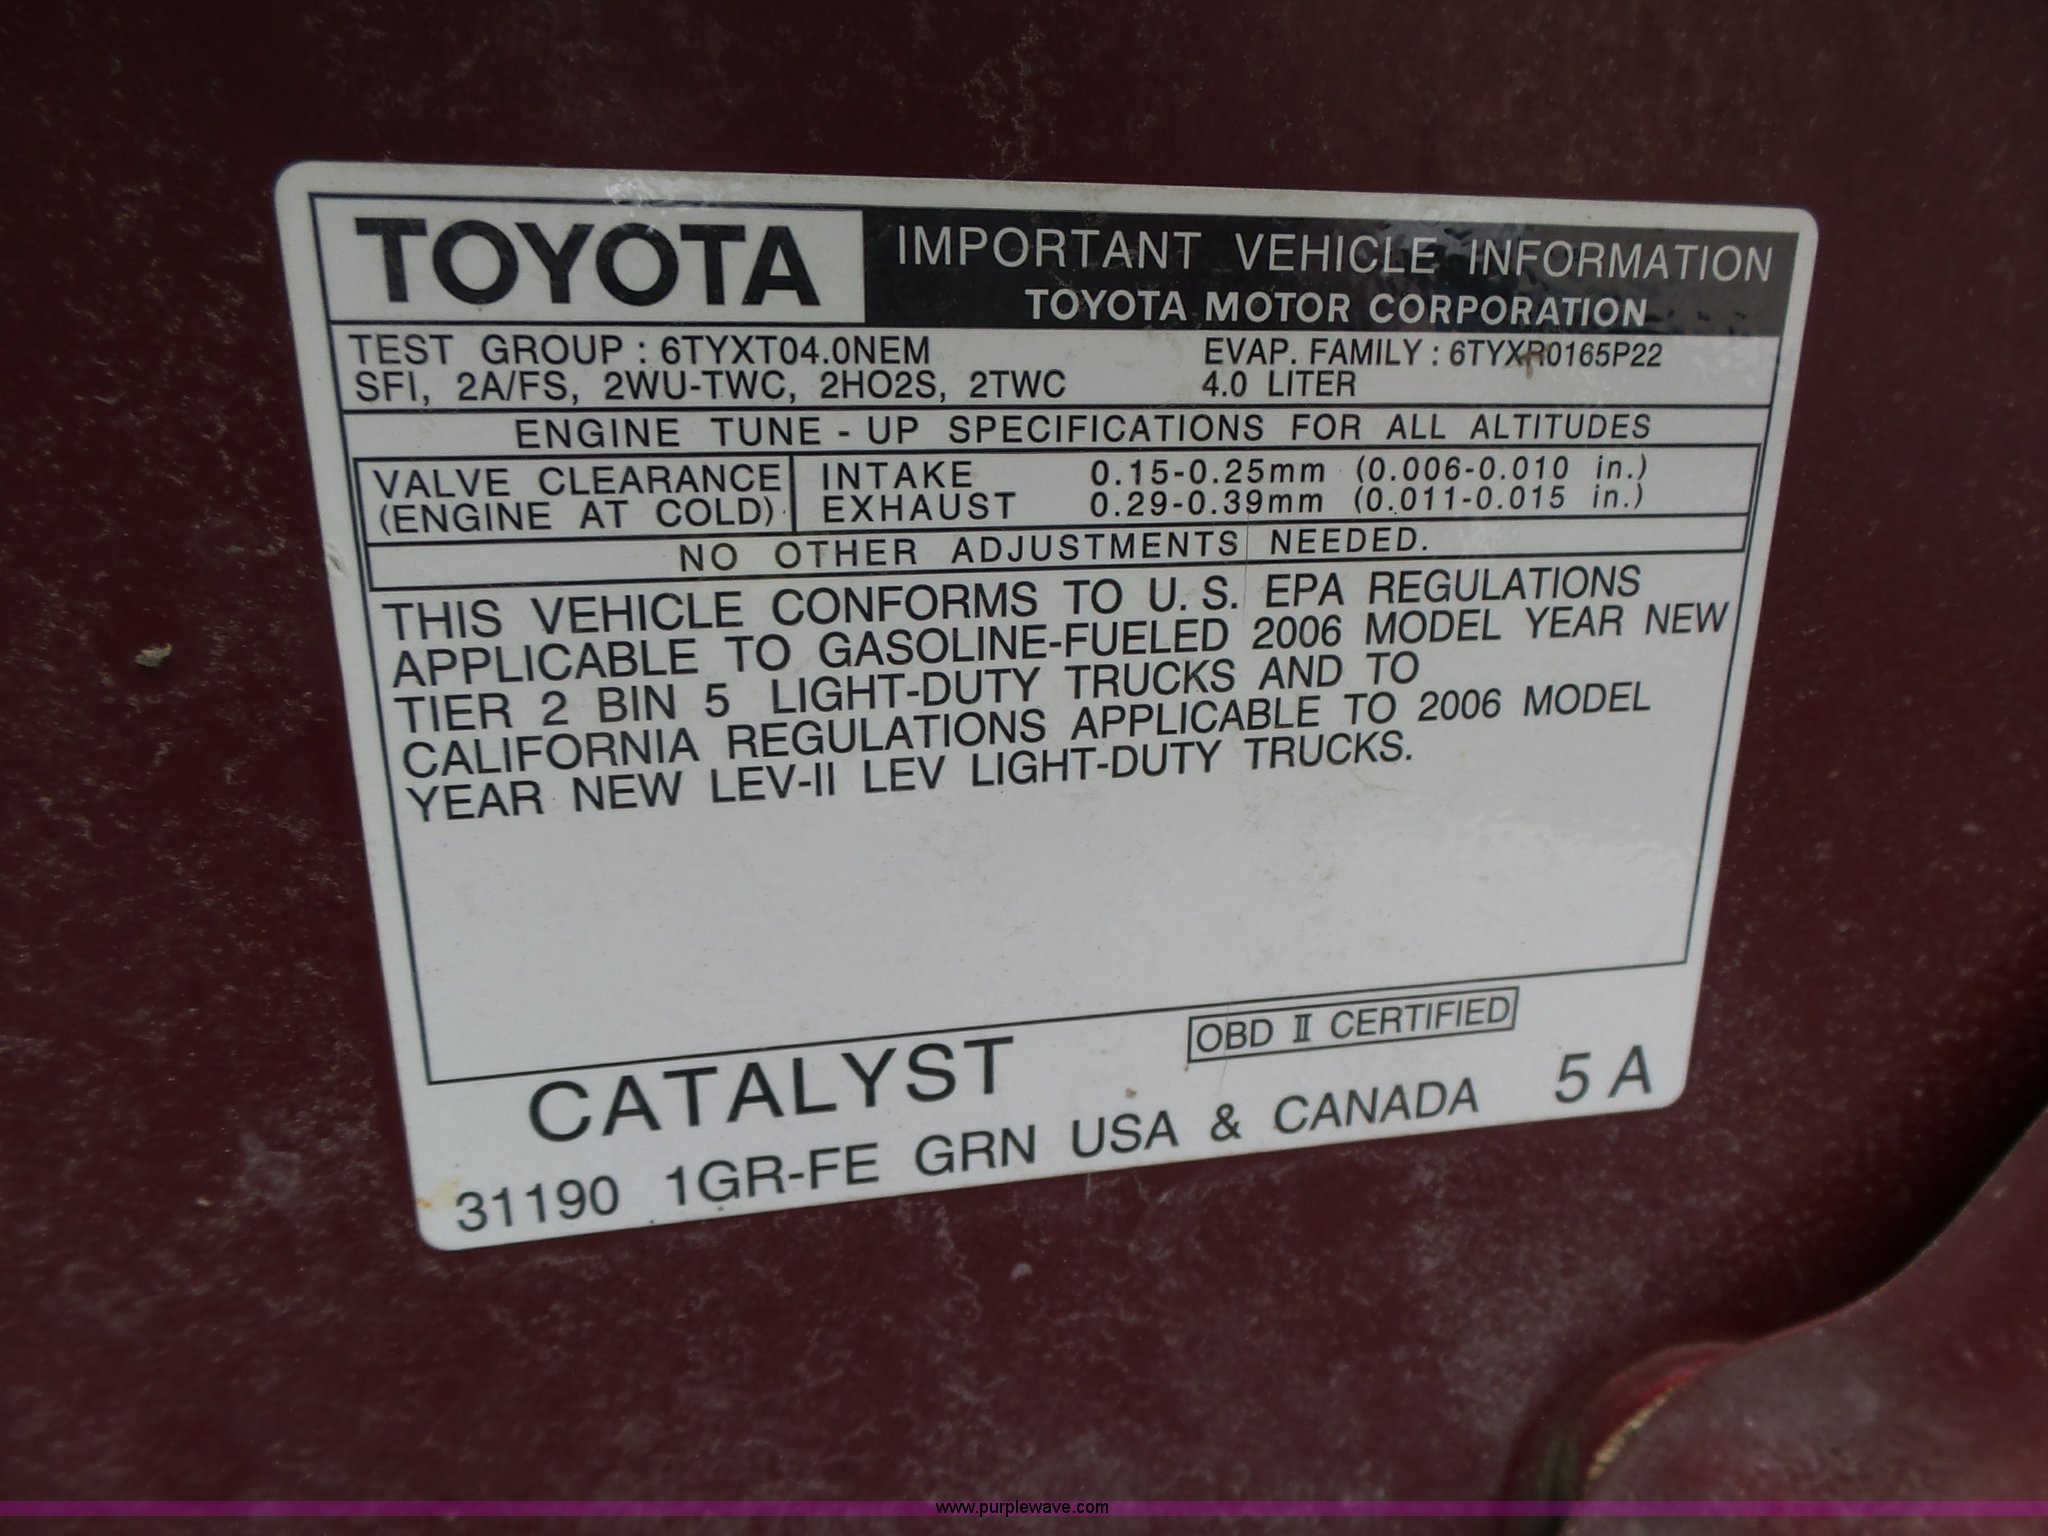 TOYOTA
IMPORTANT VEHICLE INFORMATION
TOYOTA MOTOR CORPORATION
TEST GROUP : 6TYXT04.0NEM EVAP. FAMILY : 6TYXR0165P22
SFI, 2A/FS, 2WU-TWC, 2HO2S, 2TWC 4.0 LITER
ENGINE TUNE - UP SPECIFICATIONS FOR ALL ALTITUDES
VALVE CLEARANCE INTAKE 0.15-0.25mm (0.006-0.010 in.)
(ENGINE AT COLD) EXHAUST 0.29-0.39mm (0.011-0.015 in.)
NO OTHER ADJUSTMENTS NEEDED.
THIS VEHICLE CONFORMS TO U. S. EPA REGULATIONS
APPLICABLE TO GASOLINE-FUELED 2006 MODEL YEAR NEW
TIER 2 BIN 5 LIGHT-DUTY TRUCKS AND TO
CALIFORNIA REGULATIONS APPLICABLE TO 2006 MODEL
YEAR NEW LEV-II LEV LIGHT-DUTY TRUCKS.
CATALYST OBD II CERTIFIED
31190 1GR-FE GRN USA & CANADA 5 A
www.purplewave.com